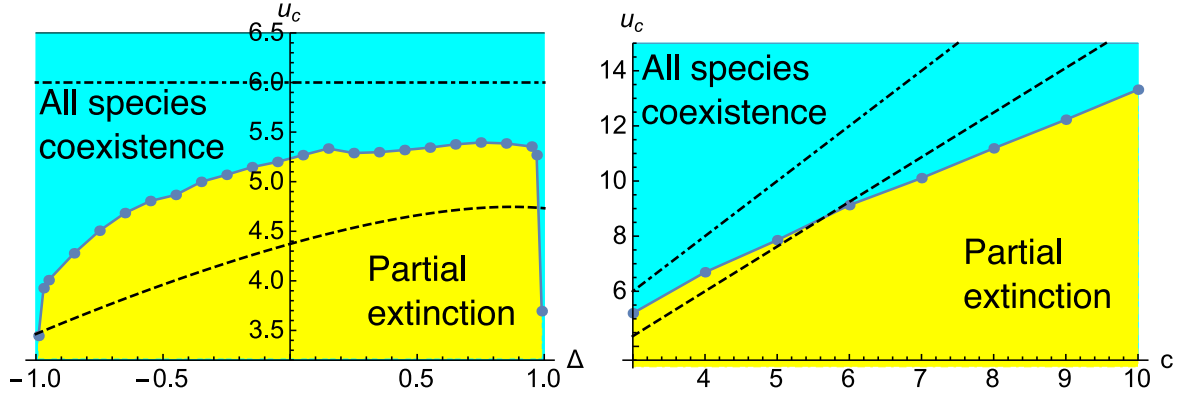 u_c
6.5
6.0
5.5
5.0
4.5
4.0
3.5
All species
coexistence
Partial
extinction
−1.0 −0.5 0.5 1.0 Δ
u_c
14
12
10
8
6
All species
coexistence
Partial
extinction
4 5 6 7 8 9 10 c